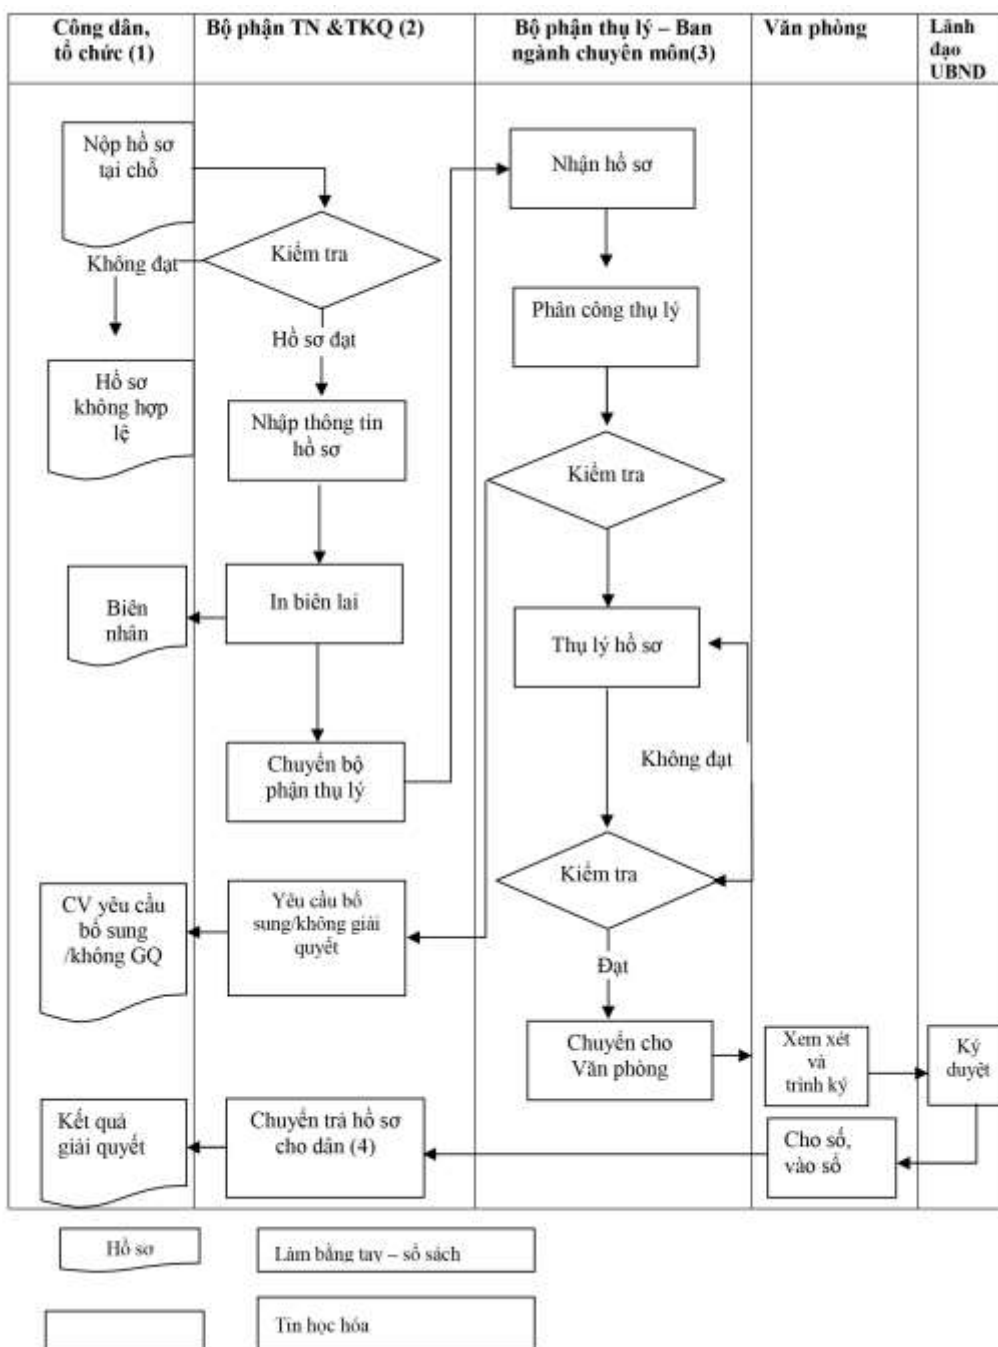 Công dân,
tổ chức (1)
Bộ phận TN &TKQ (2)
Bộ phận thụ lý – Ban
ngành chuyên môn(3)
Văn phòng
Lãnh
đạo
UBND
Nộp hồ sơ
tại chỗ
Nhận hồ sơ
Kiểm tra
Không đạt
Phân công thụ lý
Hồ sơ đạt
Hồ sơ
không hợp
lệ
Nhập thông tin
hồ sơ
Kiểm tra
In biên lai
Biên
nhân
Thụ lý hồ sơ
Không đạt
Chuyển bộ
phận thụ lý
Kiểm tra
CV yêu cầu
bổ sung
/không GQ
Yêu cầu bổ
sung/không giải
quyết
Đạt
Chuyển cho
Văn phòng
Xem xét
và
trình ký
Ký
duyệt
Kết quả
giải quyết
Chuyển trả hồ sơ
cho dân (4)
Cho số,
vào sổ
Hồ sơ
Làm bằng tay – sổ sách
Tin học hóa